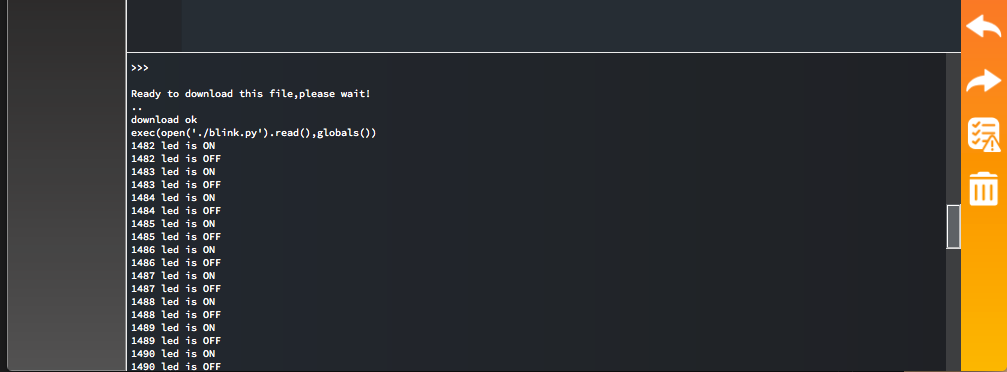 >>>
Ready to download this file,please wait!
..
download ok
exec(open('./blink.py').read(),globals())
1482 led is ON
1482 led is OFF
1483 led is ON
1483 led is OFF
1484 led is ON
1484 led is OFF
1485 led is ON
1485 led is OFF
1486 led is ON
1486 led is OFF
1487 led is ON
1487 led is OFF
1488 led is ON
1488 led is OFF
1489 led is ON
1489 led is OFF
1490 led is ON
1490 led is OFF